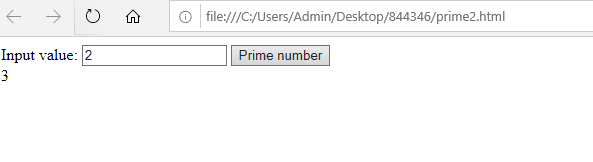 file:///C:/Users/Admin/Desktop/844346/prime2.html
Input value: 2 Prime number
3